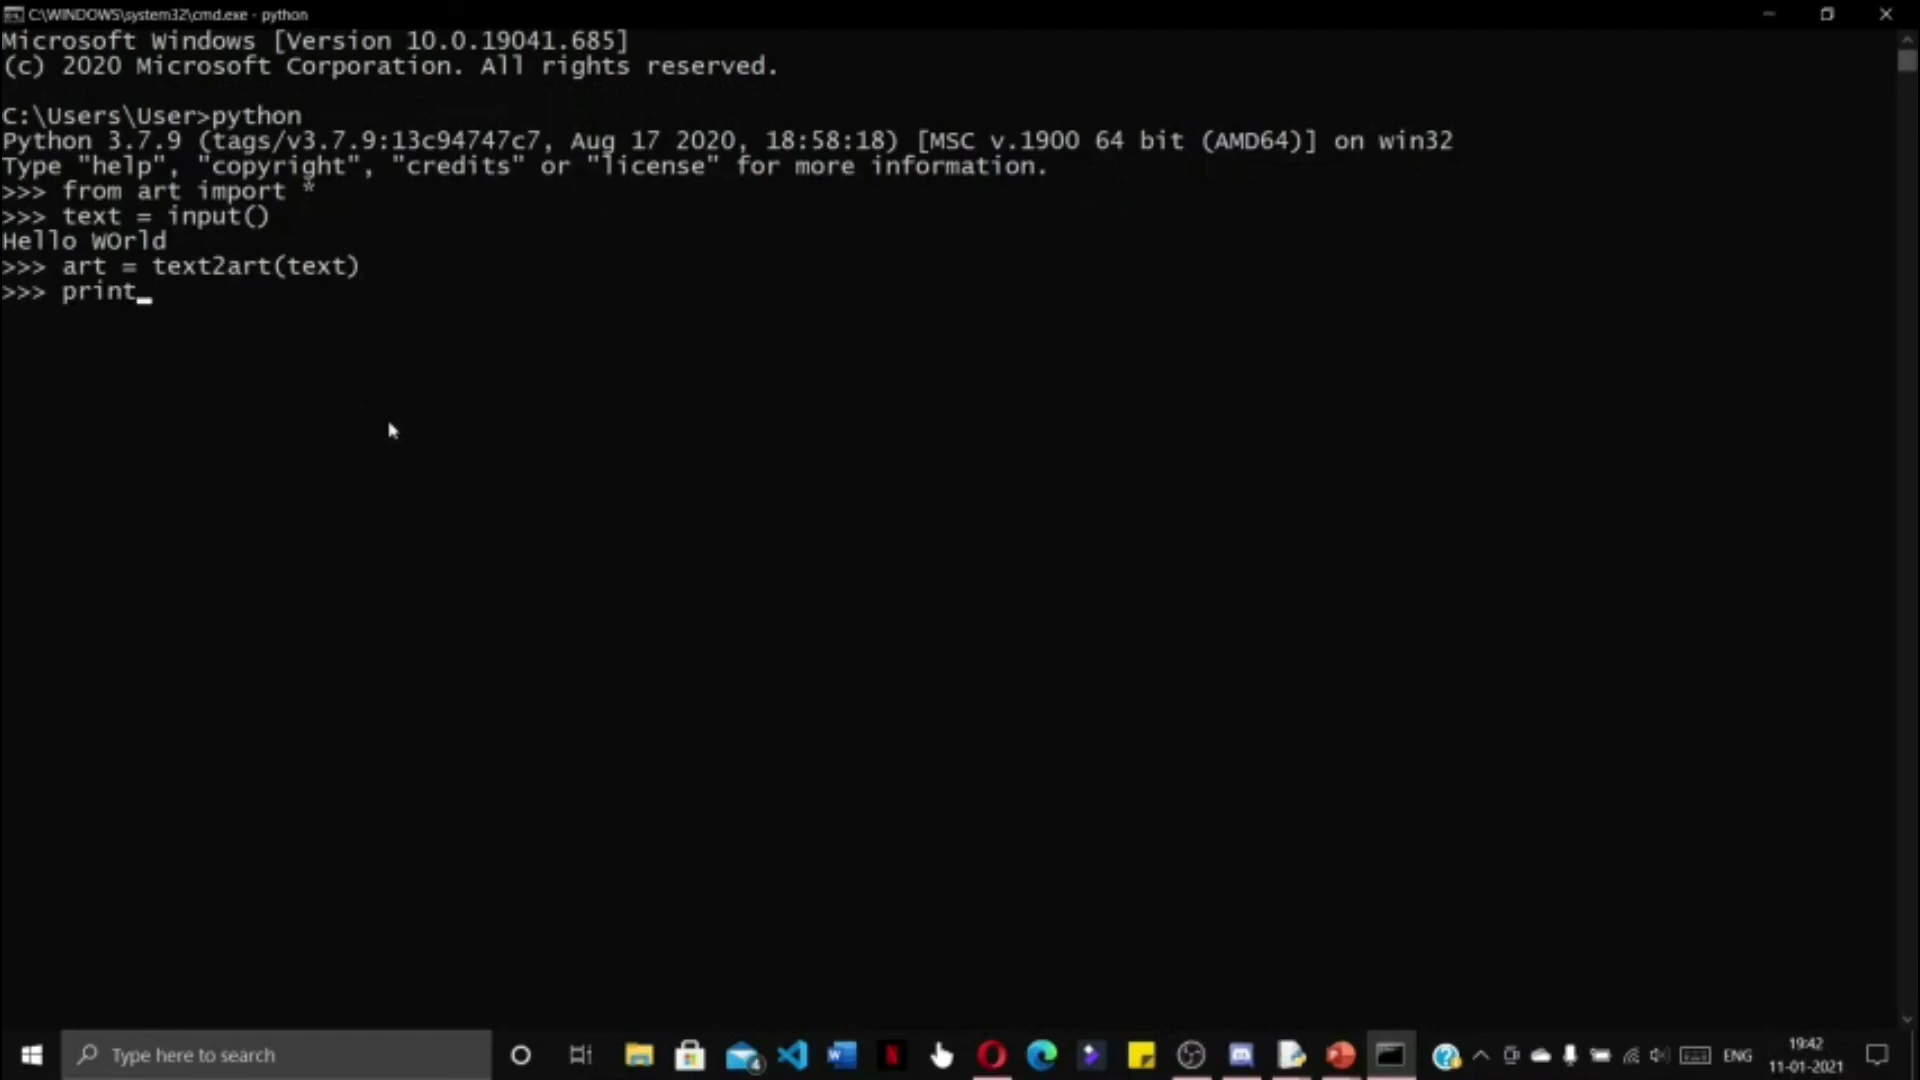 C:\WINDOWS\system32\cmd.exe - python
Microsoft Windows [Version 10.0.19041.685]
(c) 2020 Microsoft Corporation. All rights reserved.
C:\Users\User>python
Python 3.7.9 (tags/v3.7.9:13c94747c7, Aug 17 2020, 18:58:18) [MSC v.1900 64 bit (AMD64)] on win32
Type "help", "copyright", "credits" or "license" for more information.
>>> from art import *
>>> text = input()
Hello WOrld
>>> art = text2art(text)
>>> print_
Type here to search
4
ENG
19:42
11-01-2021